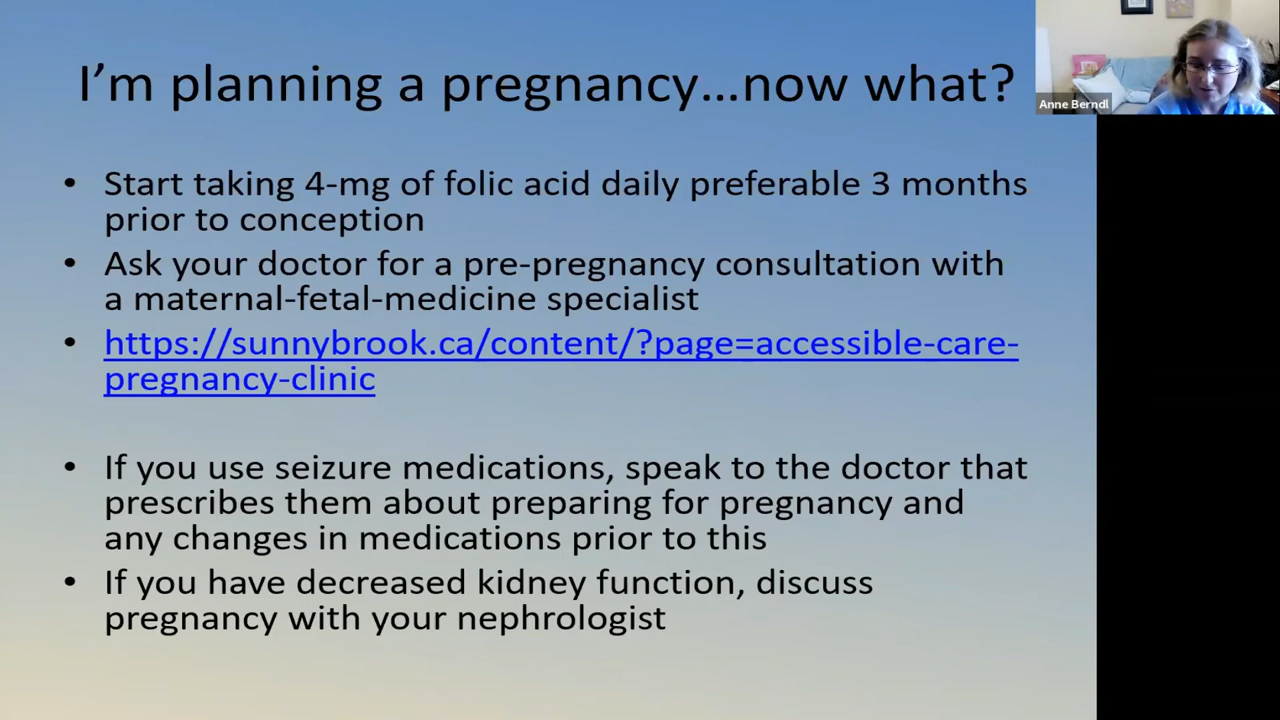 I'm planning a pregnancy...now what?
Anne Berndl
• Start taking 4-mg of folic acid daily preferable 3 months
prior to conception
• Ask your doctor for a pre-pregnancy consultation with
a maternal-fetal-medicine specialist
• https://sunnybrook.ca/content/?page=accessible-care-
pregnancy-clinic
• If you use seizure medications, speak to the doctor that
prescribes them about preparing for pregnancy and
any changes in medications prior to this
• If you have decreased kidney function, discuss
pregnancy with your nephrologist